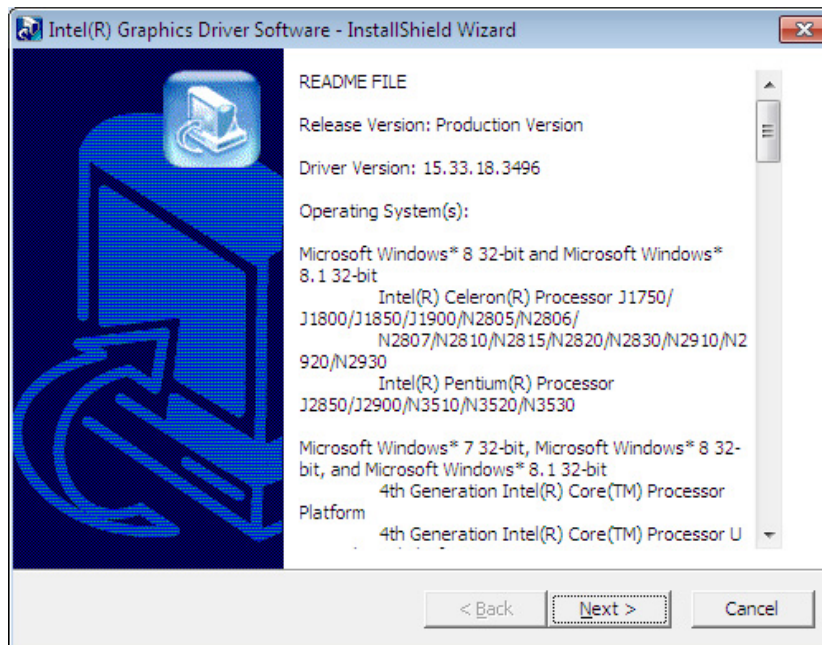 Intel(R) Graphics Driver Software - InstallShield Wizard
README FILE
Release Version: Production Version
Driver Version: 15.33.18.3496
Operating System(s):
Microsoft Windows* 8 32-bit and Microsoft Windows*
8.1 32-bit
Intel(R) Celeron(R) Processor J1750/
J1800/J1850/J1900/N2805/N2806/
N2807/N2810/N2815/N2820/N2830/N2910/N2
920/N2930
Intel(R) Pentium(R) Processor
J2850/J2900/N3510/N3520/N3530
Microsoft Windows* 7 32-bit, Microsoft Windows* 8 32-
bit, and Microsoft Windows* 8.1 32-bit
4th Generation Intel(R) Core(TM) Processor
Platform
4th Generation Intel(R) Core(TM) Processor U
< Back Next > Cancel